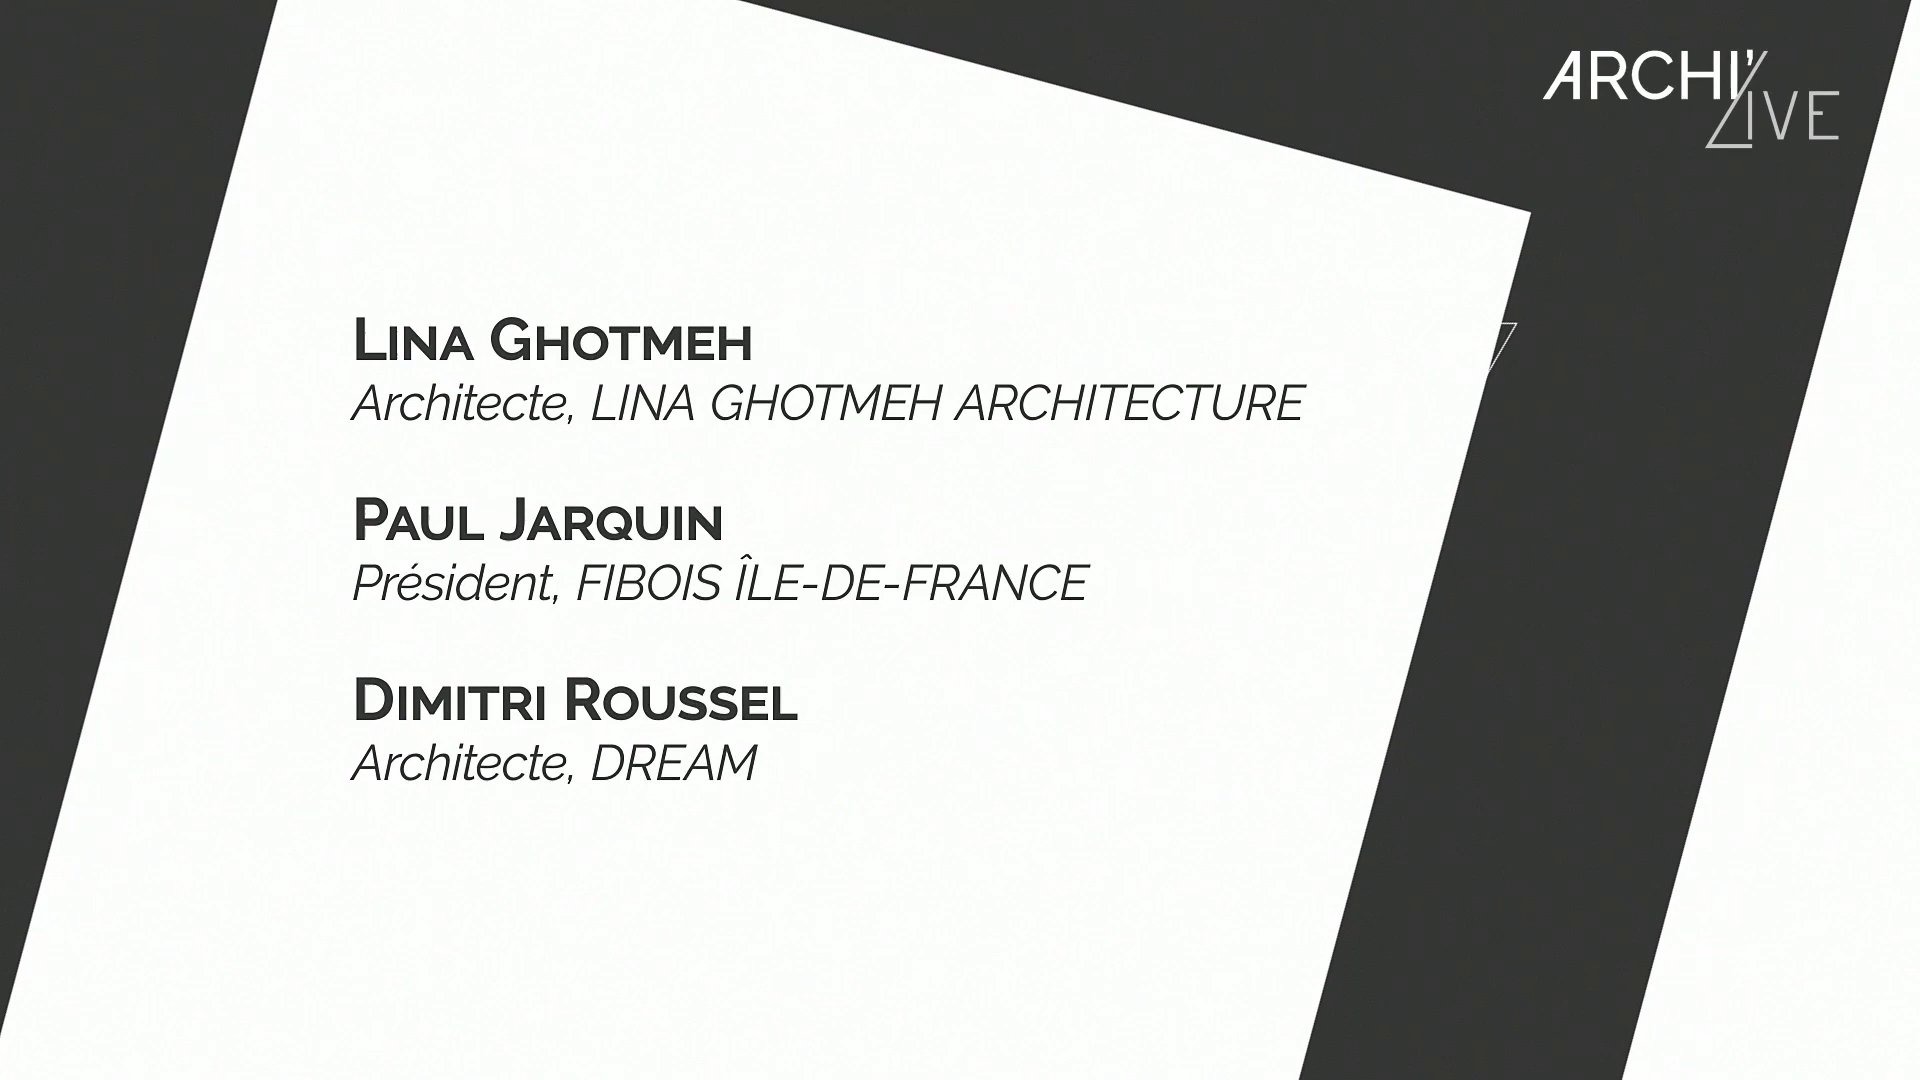 ARCHI'
LIVE
LINA GHOTMEH
Architecte, LINA GHOTMEH ARCHITECTURE
PAUL JARQUIN
Président, FIBOIS ÎLE-DE-FRANCE
DIMITRI ROUSSEL
Architecte, DREAM